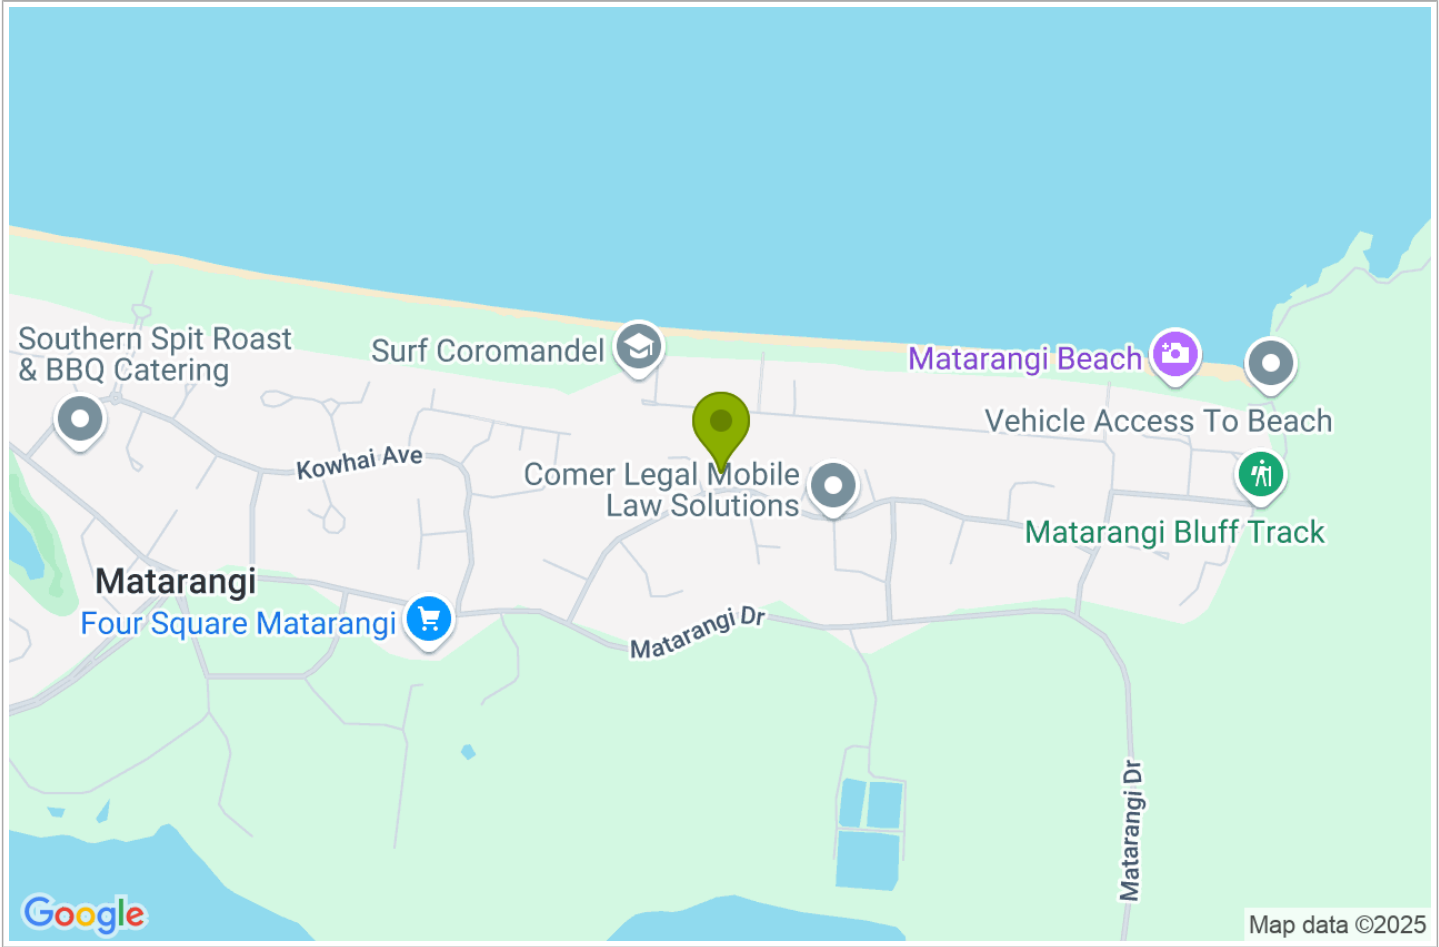 Southern Spit Roast
& BBQ Catering
Surf Coromandel
Matarangi Beach
Vehicle Access To Beach
Kowhai Ave
Comer Legal Mobile
Law Solutions
Matarangi Bluff Track
Matarangi
Four Square Matarangi
Matarangi Dr
Matarangi Dr
Google
Map data ©2025